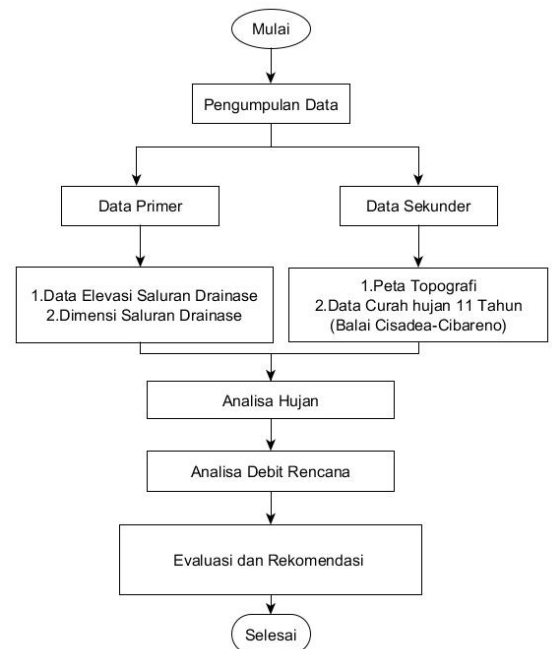 Mulai
Pengumpulan Data
Data Primer
Data Sekunder
1.Data Elevasi Saluran Drainase
2.Dimensi Saluran Drainase
1.Peta Topografi
2.Data Curah hujan 11 Tahun
(Balai Cisadea-Cibareno)
Analisa Hujan
Analisa Debit Rencana
Evaluasi dan Rekomendasi
Selesai